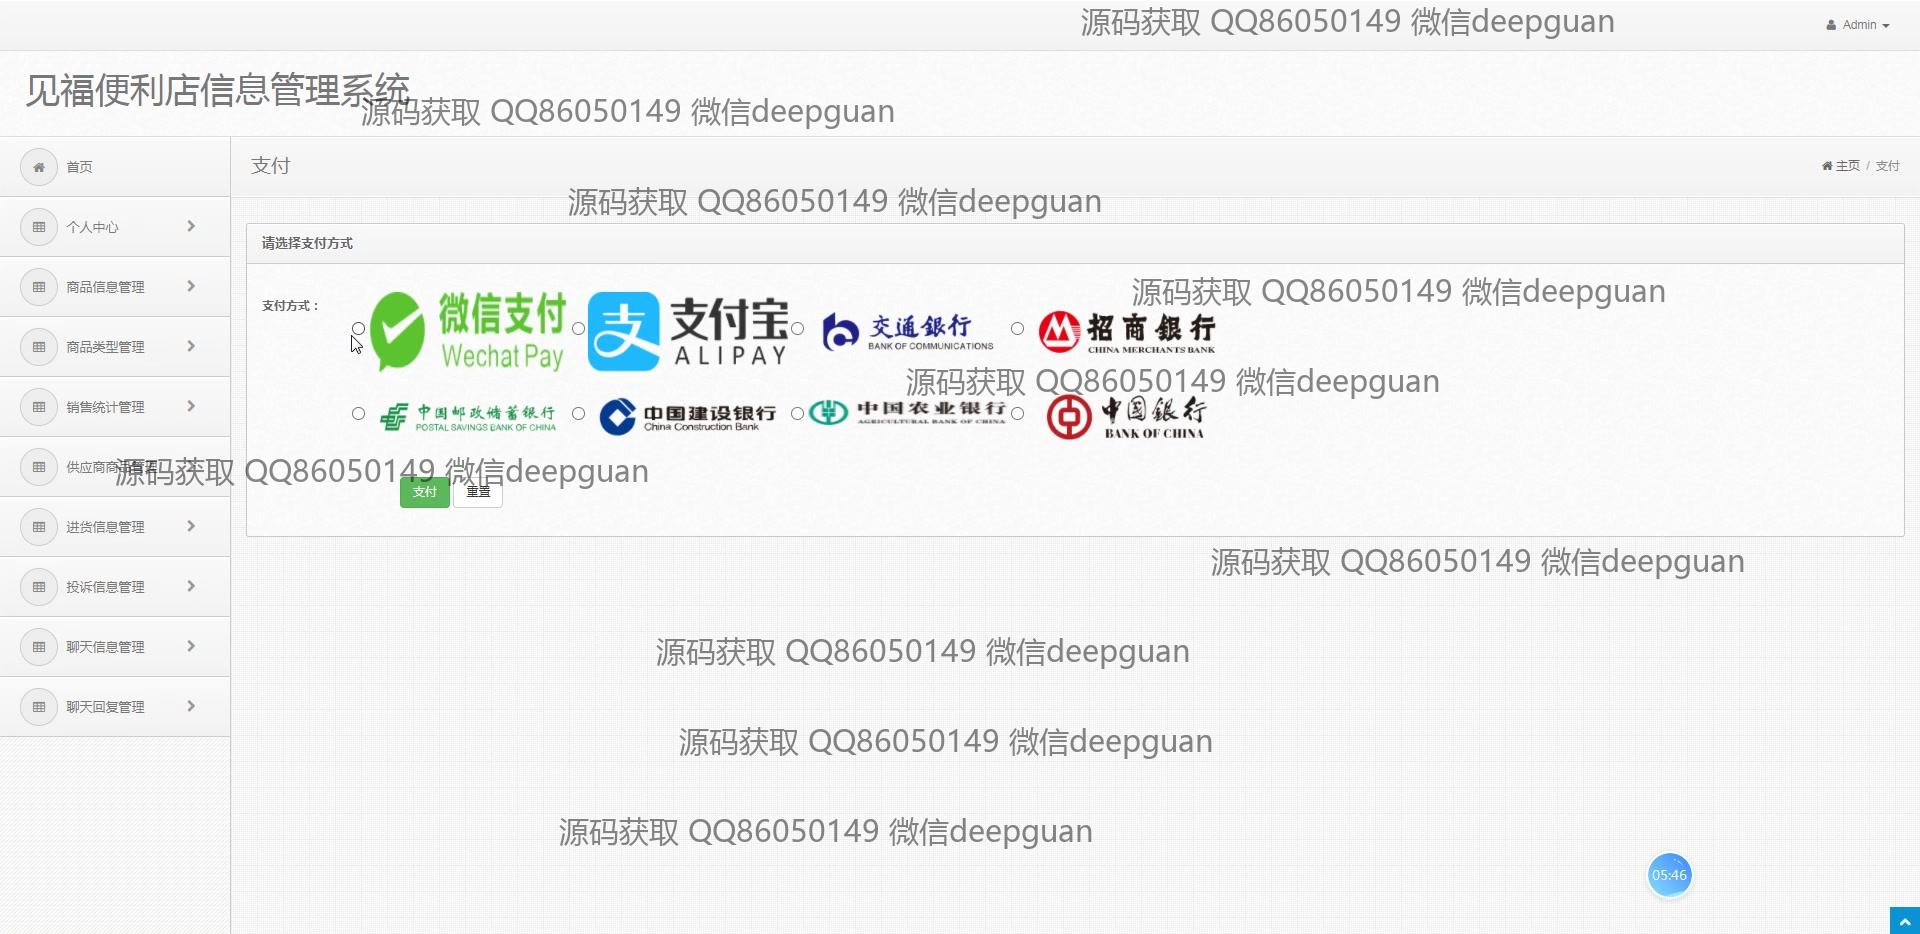 源码获取 QQ86050149 微信deepguan
Admin
见福便利店信息管理系统
源码获取 QQ86050149 微信deepguan
首页
支付
主页 / 支付
源码获取 QQ86050149 微信deepguan
个人中心
请选择支付方式
商品信息管理
源码获取 QQ86050149 微信deepguan
支付方式：
微信支付
Wechat Pay
支付宝
ALIPAY
交通銀行
BANK OF COMMUNICATIONS
招商銀行
CHINA MERCHANTS BANK
商品类型管理
源码获取 QQ86050149 微信deepguan
销售统计管理
中国邮政储蓄银行
POSTAL SAVINGS BANK OF CHINA
中国建设银行
China Construction Bank
中国农业银行
AGRICULTURAL BANK OF CHINA
中國銀行
BANK OF CHINA
供应商商品管理
源码获取 QQ86050149 微信deepguan
支付
重置
进货信息管理
源码获取 QQ86050149 微信deepguan
投诉信息管理
聊天信息管理
源码获取 QQ86050149 微信deepguan
聊天回复管理
源码获取 QQ86050149 微信deepguan
源码获取 QQ86050149 微信deepguan
05:46